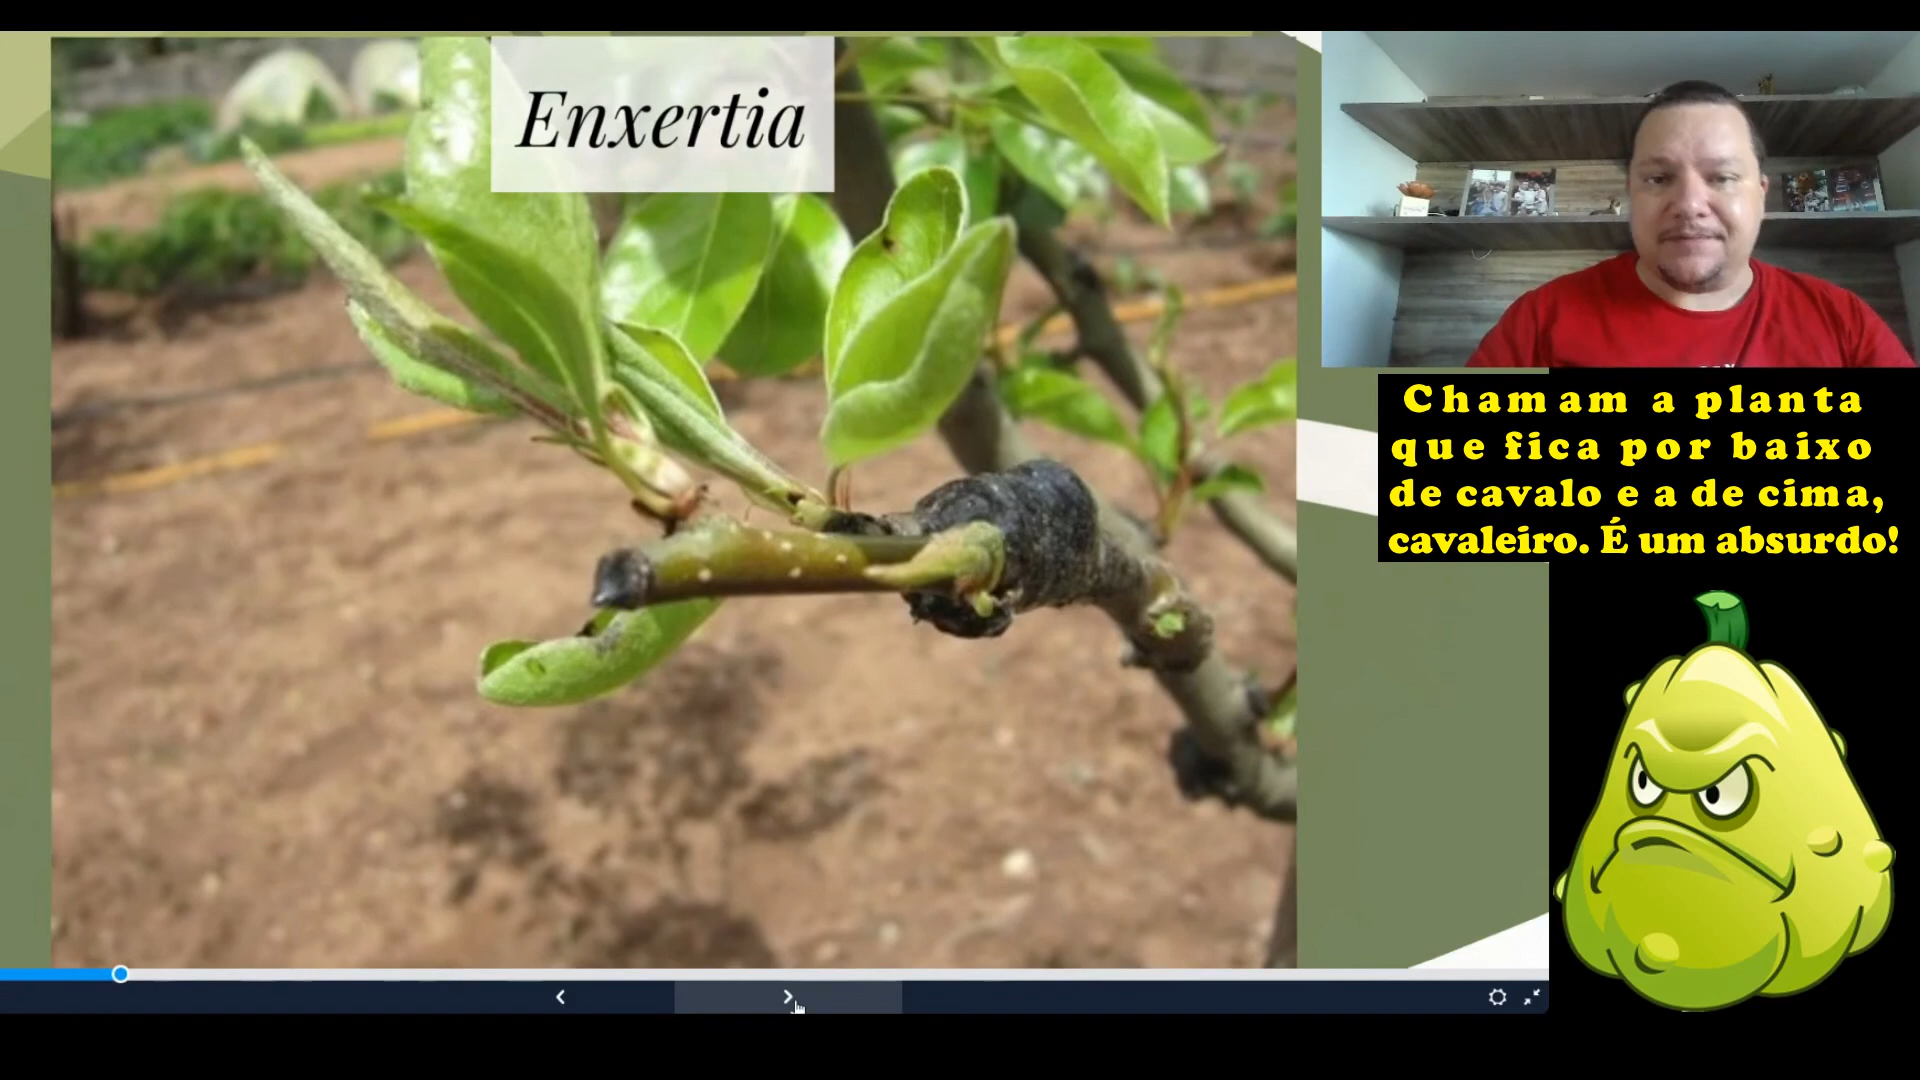 Enxertia
Chamam a planta
que fica por baixo
de cavalo e a de cima,
cavaleiro. É um absurdo!